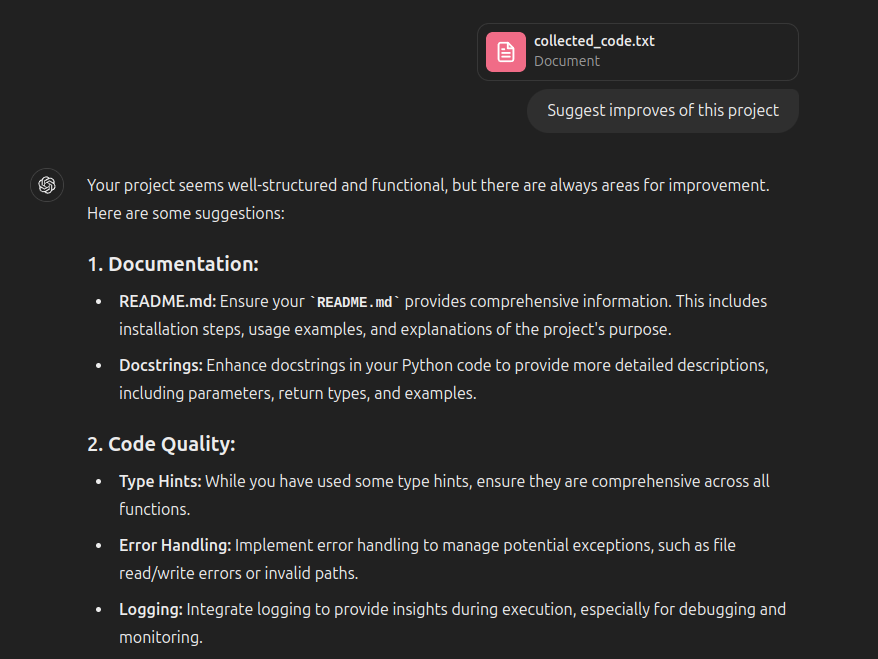 collected_code.txt
Document
Suggest improves of this project
Your project seems well-structured and functional, but there are always areas for improvement.
Here are some suggestions:
1. Documentation:
• README.md: Ensure your `README.md` provides comprehensive information. This includes
installation steps, usage examples, and explanations of the project's purpose.
• Docstrings: Enhance docstrings in your Python code to provide more detailed descriptions,
including parameters, return types, and examples.
2. Code Quality:
• Type Hints: While you have used some type hints, ensure they are comprehensive across all
functions.
• Error Handling: Implement error handling to manage potential exceptions, such as file
read/write errors or invalid paths.
• Logging: Integrate logging to provide insights during execution, especially for debugging and
monitoring.